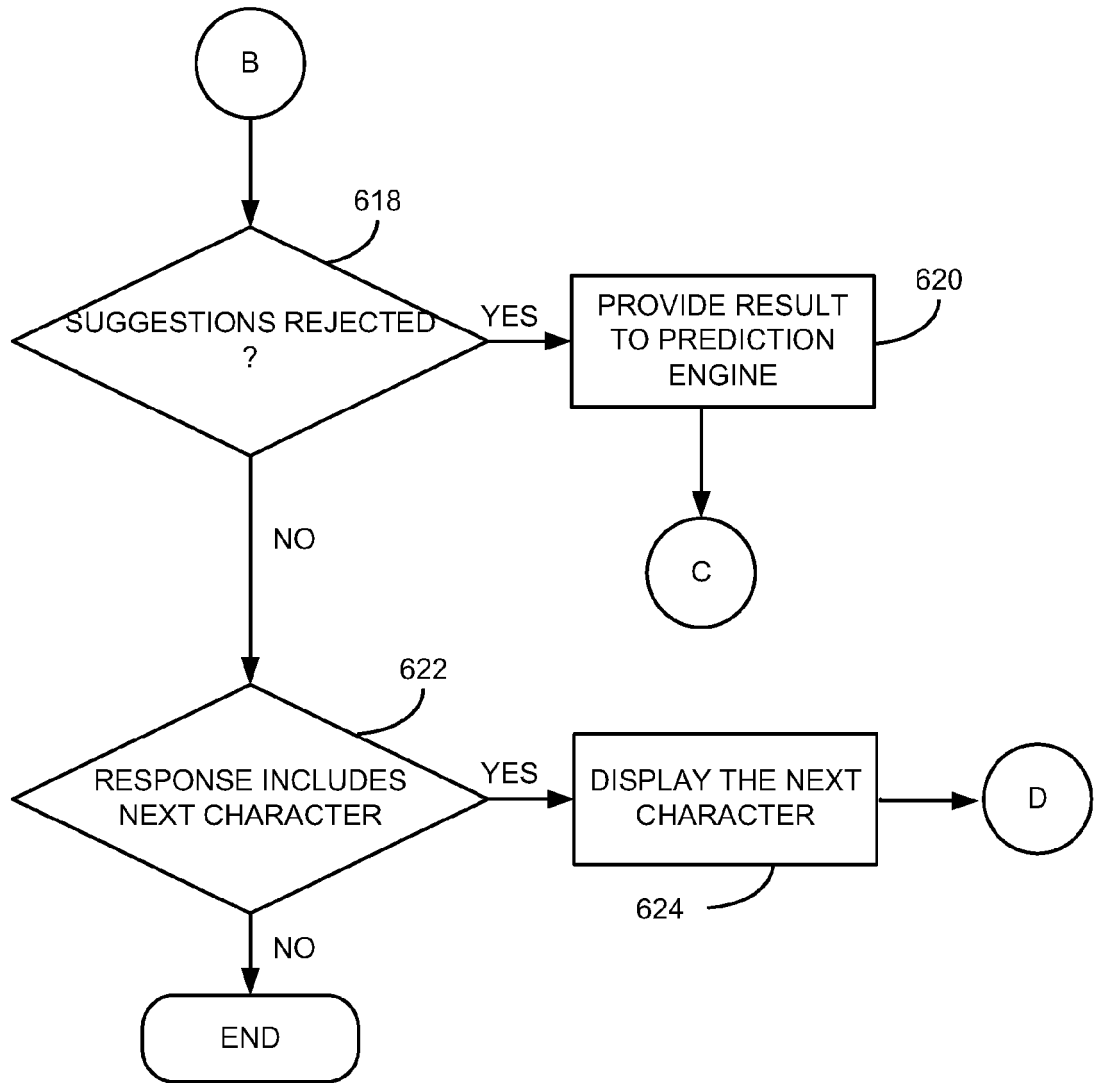 B
618
SUGGESTIONS REJECTED
?
YES
PROVIDE RESULT
TO PREDICTION
ENGINE
620
NO
C
622
RESPONSE INCLUDES
NEXT CHARACTER
YES
DISPLAY THE NEXT
CHARACTER
D
624
NO
END